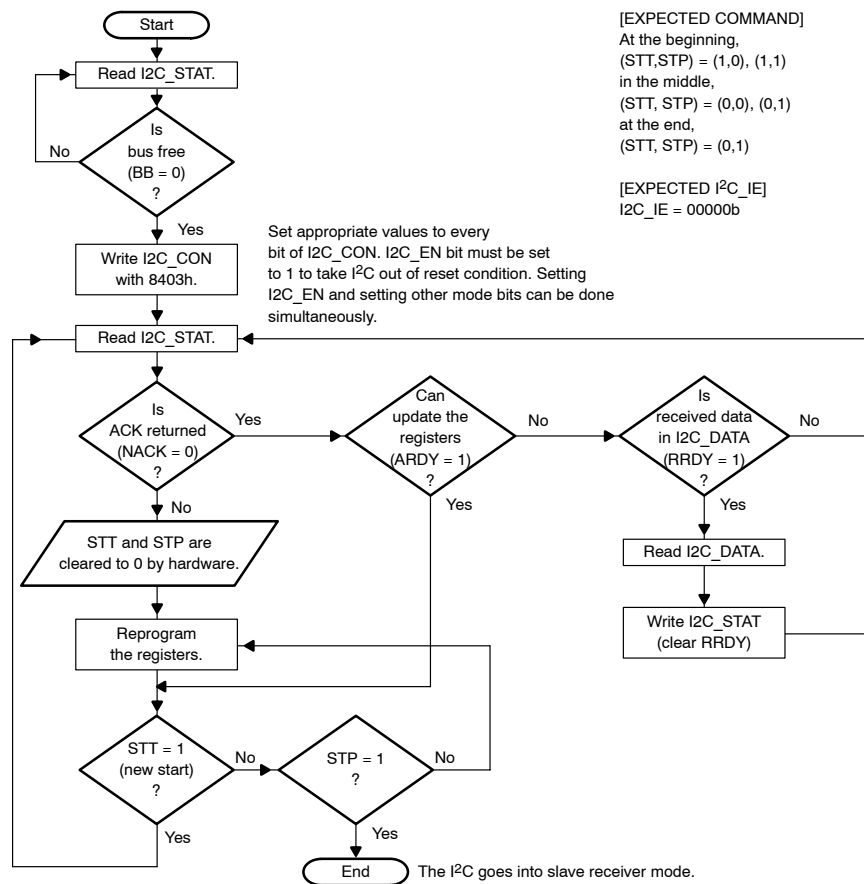 Start
[EXPECTED COMMAND]
At the beginning,
(STT,STP) = (1,0), (1,1)
in the middle,
(STT, STP) = (0,0), (0,1)
at the end,
(STT, STP) = (0,1)
[EXPECTED I²C_IE]
I2C_IE = 00000b
Read I2C_STAT.
Is
bus free
(BB = 0)
?
No
Yes
Write I2C_CON
with 8403h.
Set appropriate values to every
bit of I2C_CON. I2C_EN bit must be set
to 1 to take I²C out of reset condition. Setting
I2C_EN and setting other mode bits can be done
simultaneously.
Read I2C_STAT.
Is
ACK returned
(NACK = 0)
?
Yes
No
Can
update the
registers
(ARDY = 1)
?
No
Yes
Is
received data
in I2C_DATA
(RRDY = 1)
?
No
Yes
STT and STP are
cleared to 0 by hardware.
Read I2C_DATA.
Write I2C_STAT
(clear RRDY)
Reprogram
the registers.
STT = 1
(new start)
?
No
Yes
STP = 1
?
No
Yes
End
The I²C goes into slave receiver mode.